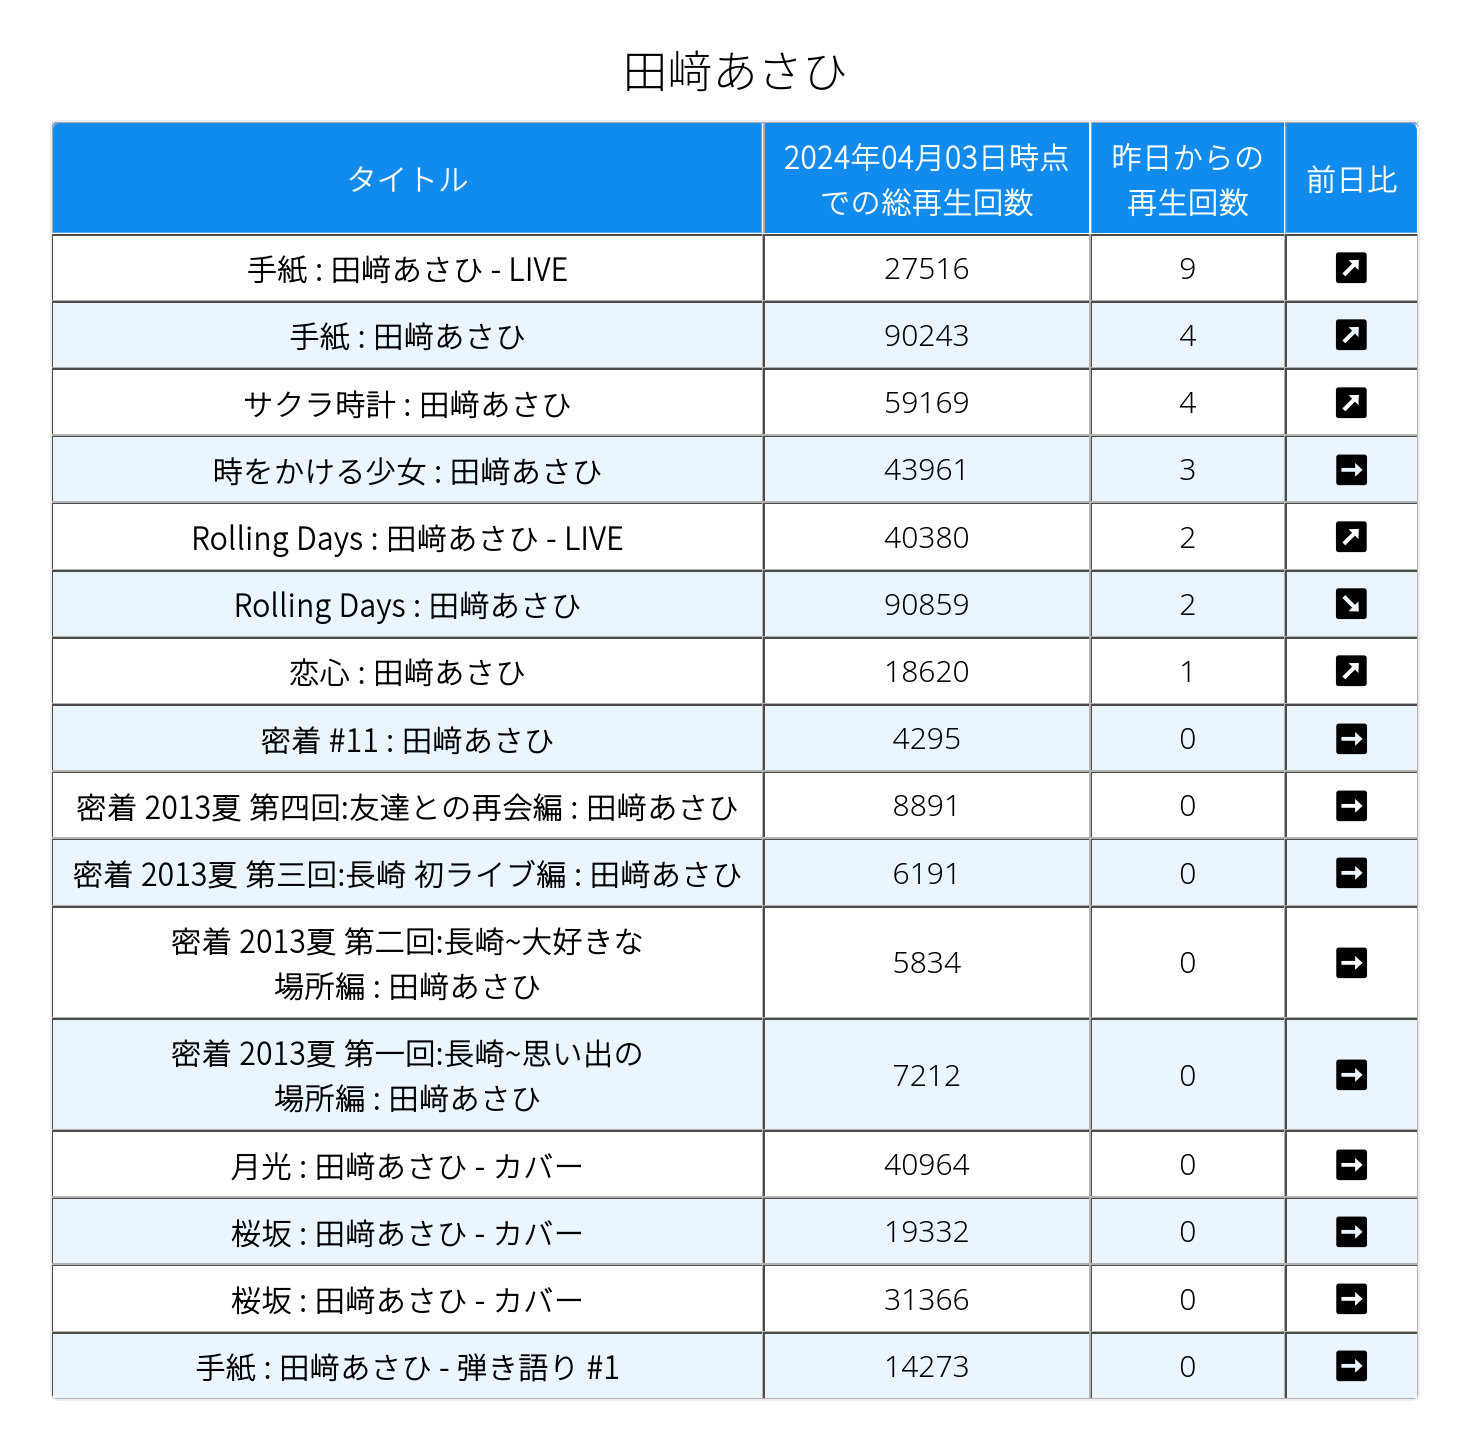 田﨑あさひ
タイトル
2024年04月03日時点
での総再生回数
昨日からの
再生回数
前日比
手紙 : 田﨑あさひ - LIVE 27516 9
手紙 : 田﨑あさひ 90243 4
サクラ時計 : 田﨑あさひ 59169 4
時をかける少女 : 田﨑あさひ 43961 3
Rolling Days : 田﨑あさひ - LIVE 40380 2
Rolling Days : 田﨑あさひ 90859 2
恋心 : 田﨑あさひ 18620 1
密着 #11 : 田﨑あさひ 4295 0
密着 2013夏 第四回:友達との再会編 : 田﨑あさひ 8891 0
密着 2013夏 第三回:長崎 初ライブ編 : 田﨑あさひ 6191 0
密着 2013夏 第二回:長崎~大好きな
場所編 : 田﨑あさひ 5834 0
密着 2013夏 第一回:長崎~思い出の
場所編 : 田﨑あさひ 7212 0
月光 : 田﨑あさひ - カバー 40964 0
桜坂 : 田﨑あさひ - カバー 19332 0
桜坂 : 田﨑あさひ - カバー 31366 0
手紙 : 田﨑あさひ - 弾き語り #1 14273 0